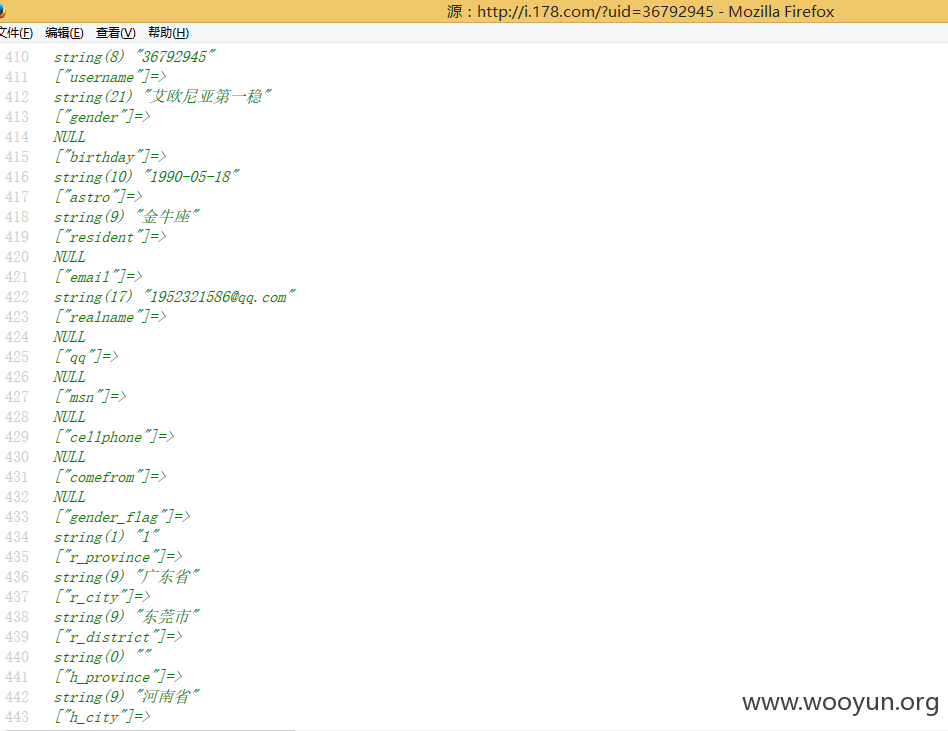 源：http://i.178.com/?uid=36792945 - Mozilla Firefox
文件(F) 编辑(E) 查看(V) 帮助(H)
410 string(8) "36792945"
411 ["username"]=>
412 string(21) "艾欧尼亚第一稳"
413 ["gender"]=>
414 NULL
415 ["birthday"]=>
416 string(10) "1990-05-18"
417 ["astro"]=>
418 string(9) "金牛座"
419 ["resident"]=>
420 NULL
421 ["email"]=>
422 string(17) "1952321586@qq.com"
423 ["realname"]=>
424 NULL
425 ["qq"]=>
426 NULL
427 ["msn"]=>
428 NULL
429 ["cellphone"]=>
430 NULL
431 ["comefrom"]=>
432 NULL
433 ["gender_flag"]=>
434 string(1) "1"
435 ["r_province"]=>
436 string(9) "广东省"
437 ["r_city"]=>
438 string(9) "东莞市"
439 ["r_district"]=>
440 string(0) ""
441 ["h_province"]=>
442 string(9) "河南省"
443 ["h_city"]=>
www.wooyun.org